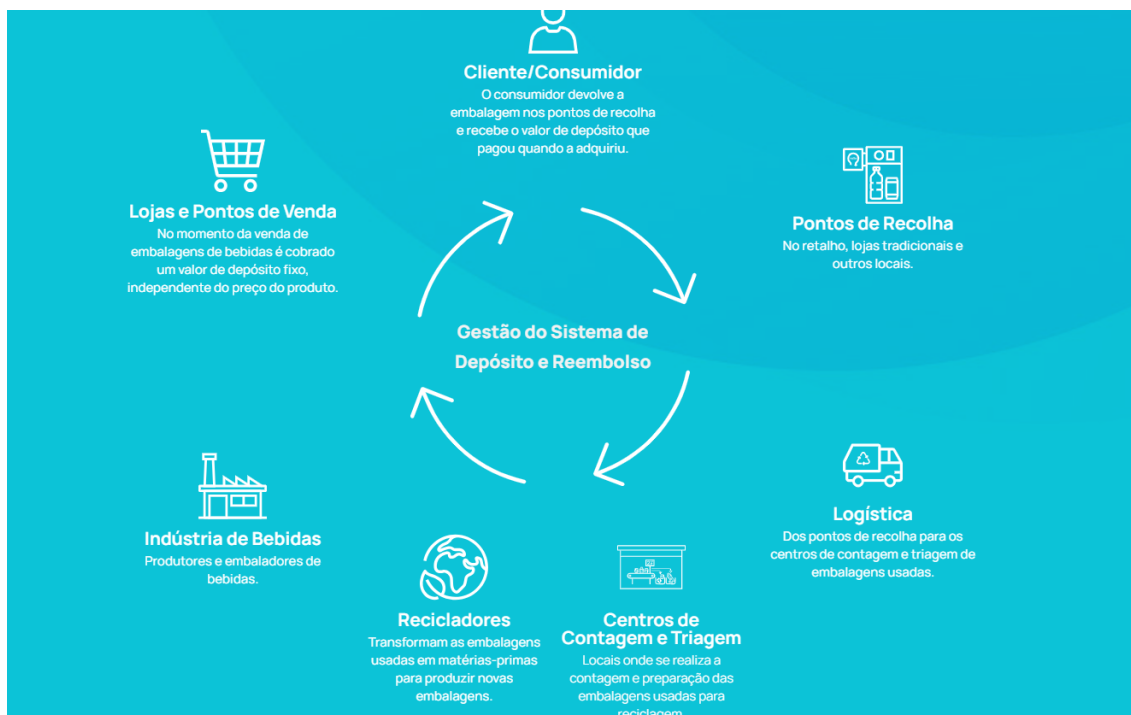 Cliente/Consumidor
O consumidor devolve a
embalagem nos pontos de recolha
e recebe o valor de depósito que
pagou quando a adquiriu.
Lojas e Pontos de Venda
No momento da venda de
embalagens de bebidas é cobrado
um valor de depósito fixo,
independente do preço do produto.
Pontos de Recolha
No retalho, lojas tradicionais e
outros locais.
Gestão do Sistema de
Depósito e Reembolso
Logística
Dos pontos de recolha para os
centros de contagem e triagem de
embalagens usadas.
Indústria de Bebidas
Produtores e embaladores de
bebidas.
Recicladores
Transformam as embalagens
usadas em matérias-primas
para produzir novas
embalagens.
Centros de
Contagem e Triagem
Locais onde se realiza a
contagem e preparação das
embalagens usadas para
reciclagem